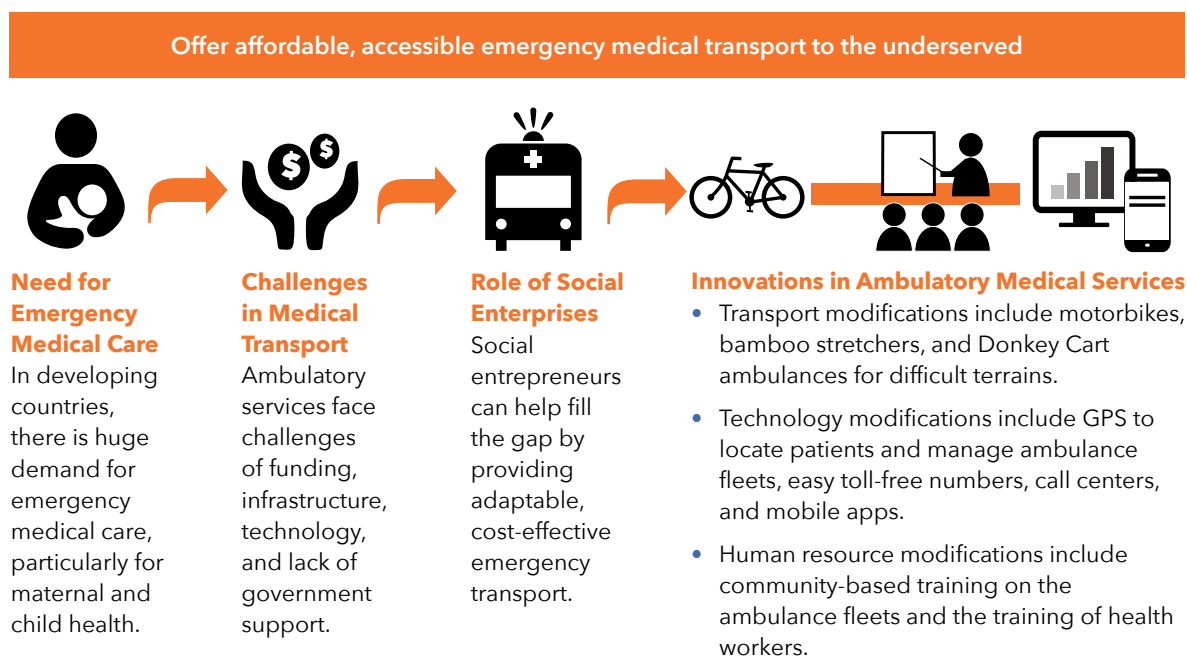 Offer affordable, accessible emergency medical transport to the underserved
$
$
Need for
Emergency
Medical Care
In developing
countries,
there is huge
demand for
emergency
medical care,
particularly for
maternal and
child health.
Challenges
in Medical
Transport
Ambulatory
services face
challenges
of funding,
infrastructure,
technology,
and lack of
government
support.
Role of Social
Enterprises
Social
entrepreneurs
can help fill
the gap by
providing
adaptable,
cost-effective
emergency
transport.
Innovations in Ambulatory Medical Services
• Transport modifications include motorbikes,
bamboo stretchers, and Donkey Cart
ambulances for difficult terrains.
• Technology modifications include GPS to
locate patients and manage ambulance
fleets, easy toll-free numbers, call centers,
and mobile apps.
• Human resource modifications include
community-based training on the
ambulance fleets and the training of health
workers.